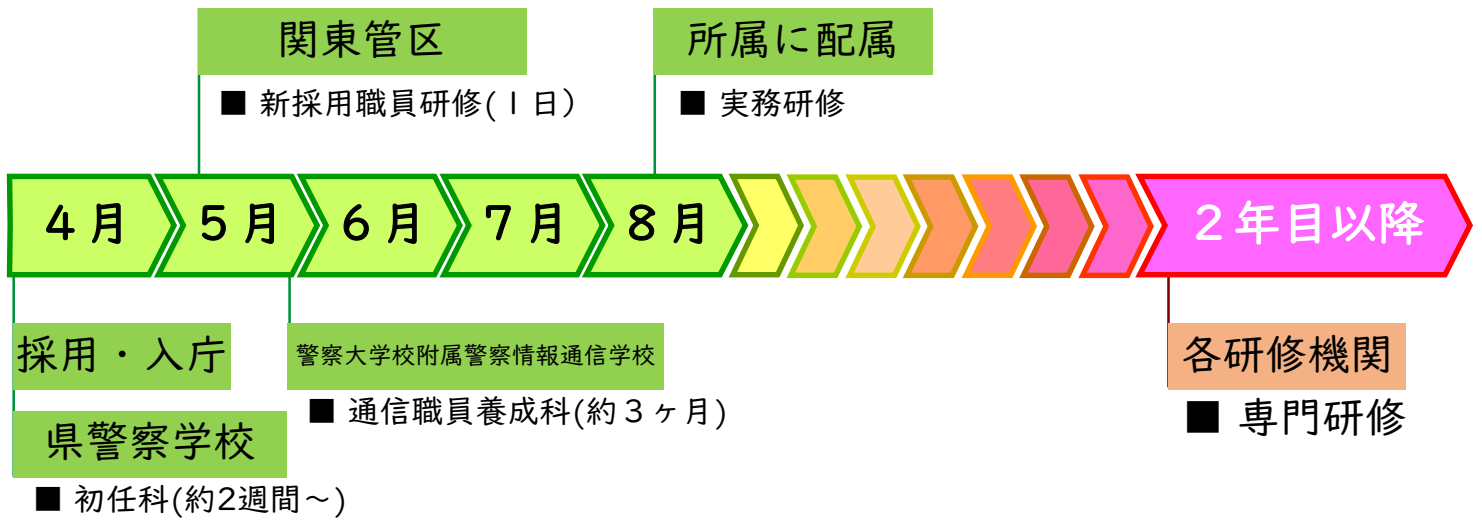 関東管区
■ 新採用職員研修(1日)
所属に配属
■ 実務研修
4月
5月
6月
7月
8月
2年目以降
採用・入庁
県警察学校
■ 初任科(約2週間～)
警察大学校附属警察情報通信学校
■ 通信職員養成科(約3ヶ月)
各研修機関
■ 専門研修